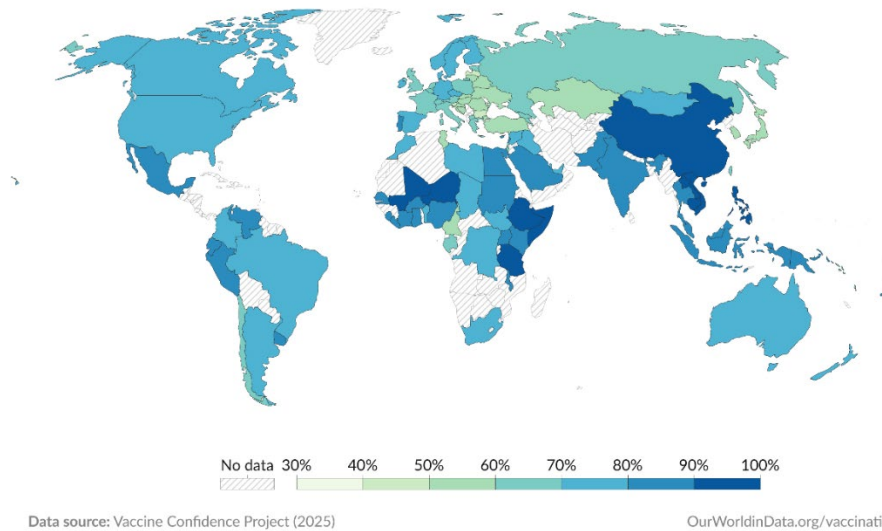 No data 30% 40% 50% 60% 70% 80% 90% 100%
Data source: Vaccine Confidence Project (2025) OurWorldinData.org/vaccinati